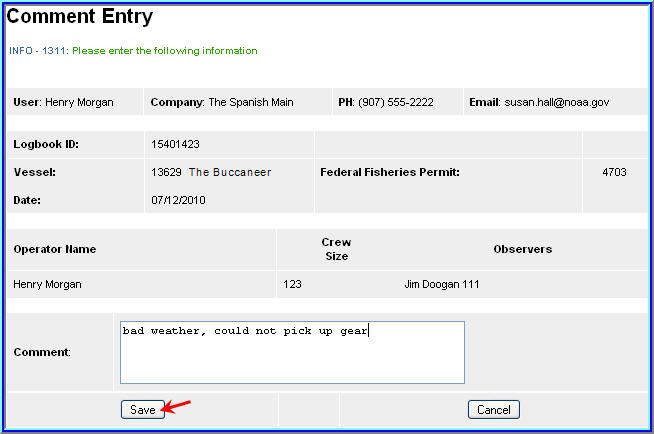 Comment Entry
INFO - 1311: Please enter the following information
User: Henry Morgan Company: The Spanish Main PH: (907) 555-2222 Email: susan.hall@noaa.gov
Logbook ID: 15401423
Vessel: 13629 The Buccaneer Federal Fisheries Permit: 4703
Date: 07/12/2010
Operator Name Crew Size Observers
Henry Morgan 123 Jim Doogan 111
Comment: bad weather, could not pick up gear
Save Cancel